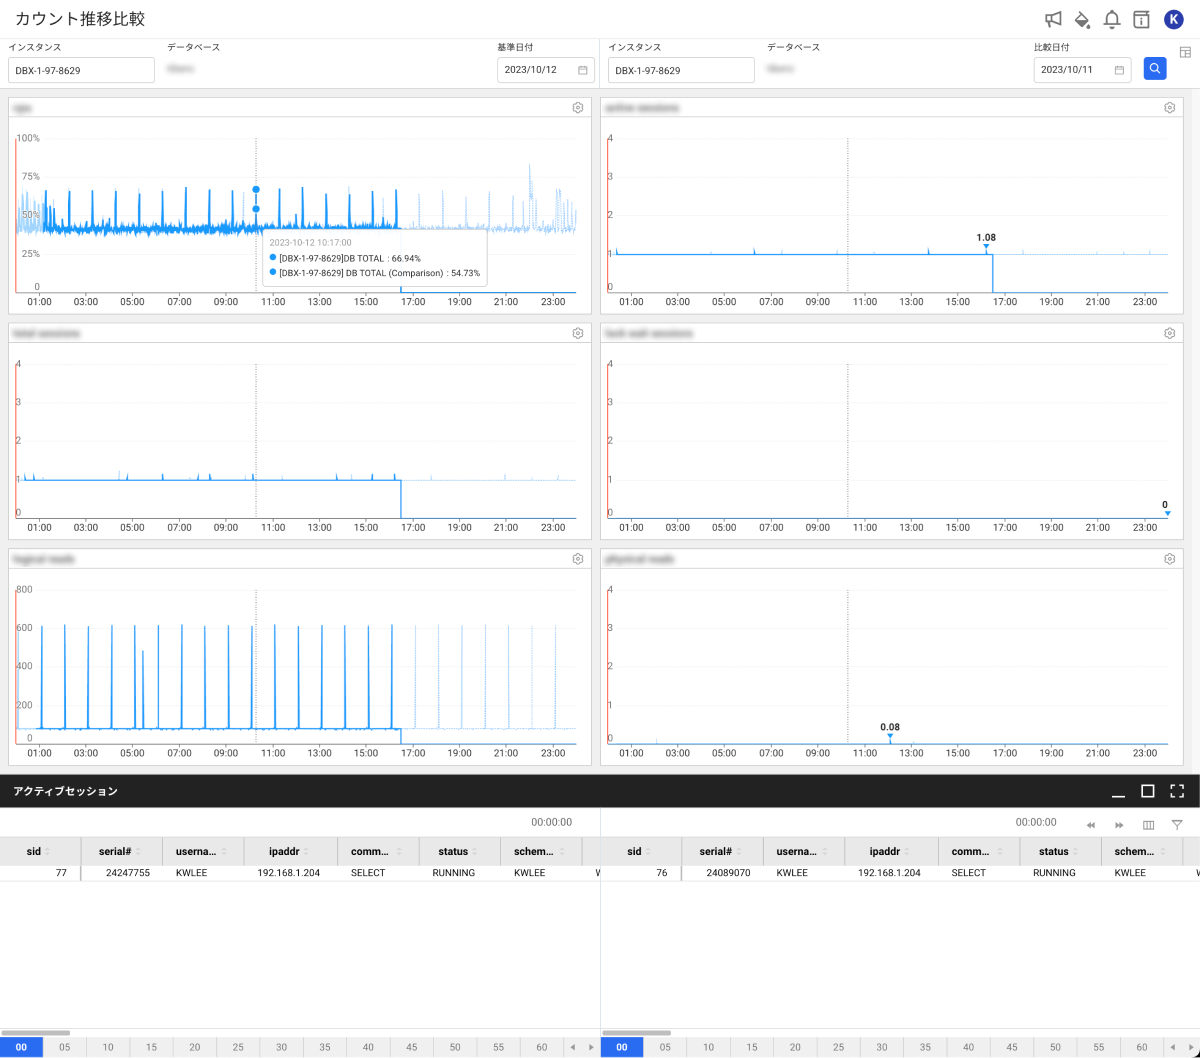 カウント推移比較
K
インスタンス データベース 基準日付 インスタンス データベース 比較日付
DBX-1-97-8629 2023/10/12 DBX-1-97-8629 2023/10/11
100%
75%
50%
25%
0
01:00 03:00 05:00 07:00 09:00 11:00 13:00 15:00 17:00 19:00 21:00 23:00
2023-10-12 10:17:00
[DBX-1-97-8629]DB TOTAL : 66.94%
[DBX-1-97-8629] DB TOTAL (Comparison) : 54.73%
active sessions
4
3
2
1
0
1.08
01:00 03:00 05:00 07:00 09:00 11:00 13:00 15:00 17:00 19:00 21:00 23:00
total sessions
4
3
2
1
0
01:00 03:00 05:00 07:00 09:00 11:00 13:00 15:00 17:00 19:00 21:00 23:00
lock wait sessions
4
3
2
1
0
0
01:00 03:00 05:00 07:00 09:00 11:00 13:00 15:00 17:00 19:00 21:00 23:00
logical reads
800
600
400
200
0
01:00 03:00 05:00 07:00 09:00 11:00 13:00 15:00 17:00 19:00 21:00 23:00
physical reads
4
3
2
1
0
0.08
01:00 03:00 05:00 07:00 09:00 11:00 13:00 15:00 17:00 19:00 21:00 23:00
アクティブセッション
00:00:00 00:00:00
sid serial# userna... ipaddr comm... status schem... sid serial# userna... ipaddr comm... status schem...
77 24247755 KWLEE 192.168.1.204 SELECT RUNNING KWLEE 76 24089070 KWLEE 192.168.1.204 SELECT RUNNING KWLEE
00 05 10 15 20 25 30 35 40 45 50 55 60 00 05 10 15 20 25 30 35 40 45 50 55 60